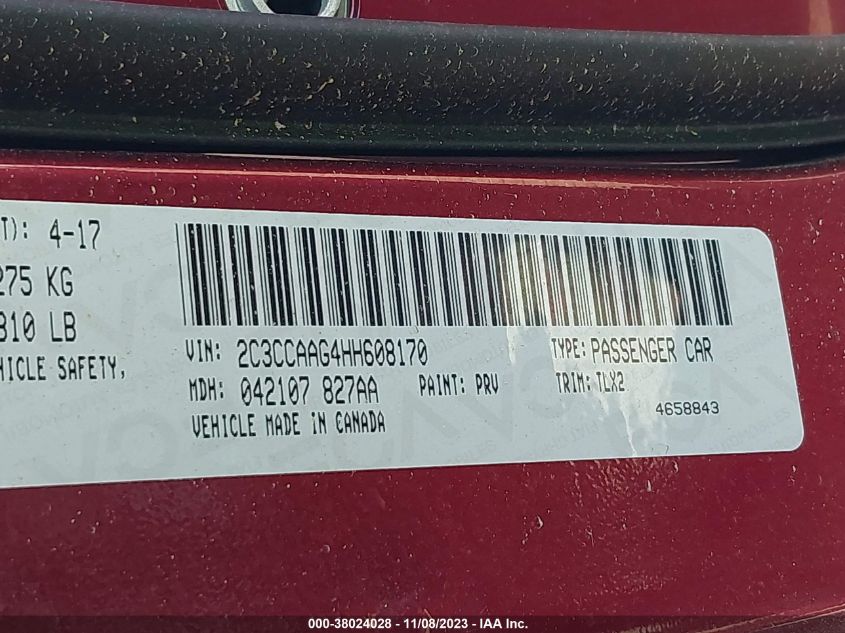 T): 4-17
275 KG
310 LB
HICLE SAFETY,
VIN: 2C3CCAAG4HH608170
TYPE: PASSENGER CAR
MDH: 042107 827AA
PAINT: PRV
TRIM: TLX2
VEHICLE MADE IN CANADA
4658843
000-38024028 - 11/08/2023 - IAA Inc.